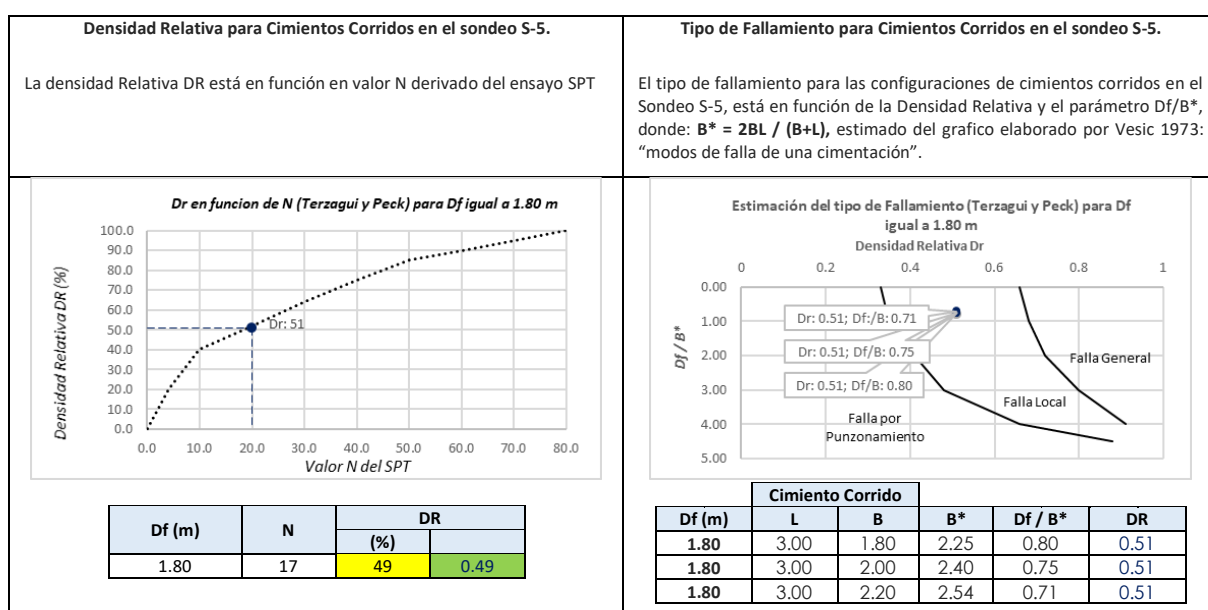 Densidad Relativa para Cimientos Corridos en el sondeo S-5.
La densidad Relativa DR está en función en valor N derivado del ensayo SPT
Tipo de Fallamiento para Cimientos Corridos en el sondeo S-5.
El tipo de fallamiento para las configuraciones de cimientos corridos en el
Sondeo S-5, está en función de la Densidad Relativa y el parámetro Df/B*,
donde: B* = 2BL / (B+L), estimado del grafico elaborado por Vesic 1973:
“modos de falla de una cimentación”.
Dr en funcion de N (Terzagui y Peck) para Df igual a 1.80 m
Densidad Relativa DR (%)
100.0
90.0
80.0
70.0
60.0
50.0
40.0
30.0
20.0
10.0
0.0
Dr: 51
0.0 10.0 20.0 30.0 40.0 50.0 60.0 70.0 80.0
Valor N del SPT
Df (m) N DR
(%)
1.80 17 49 0.49
Estimación del tipo de Fallamiento (Terzagui y Peck) para Df
igual a 1.80 m
Densidad Relativa Dr
0 0.2 0.4 0.6 0.8 1
Df / B*
0.00
1.00
2.00
3.00
4.00
5.00
Dr: 0.51; Df:/B: 0.71
Dr: 0.51; Df/B: 0.75
Dr: 0.51; Df/B: 0.80
Falla General
Falla Local
Falla por
Punzonamiento
Cimiento Corrido
Df (m) L B B* Df / B* DR
1.80 3.00 1.80 2.25 0.80 0.51
1.80 3.00 2.00 2.40 0.75 0.51
1.80 3.00 2.20 2.54 0.71 0.51